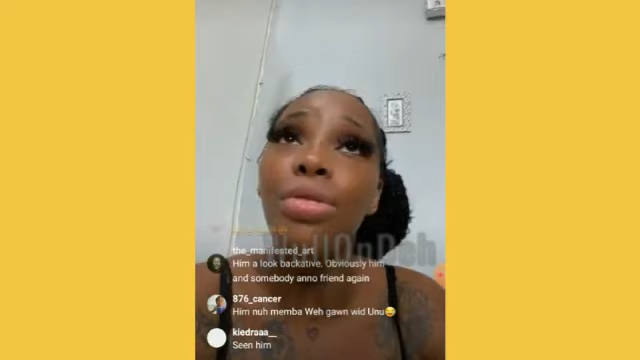 the_manifested_art
Him a look backative. Obviously him
and somebody anno friend again
876_cancer
Him nuh memba Weh gawn wid Unu😅
kiedraaa__
Seen him